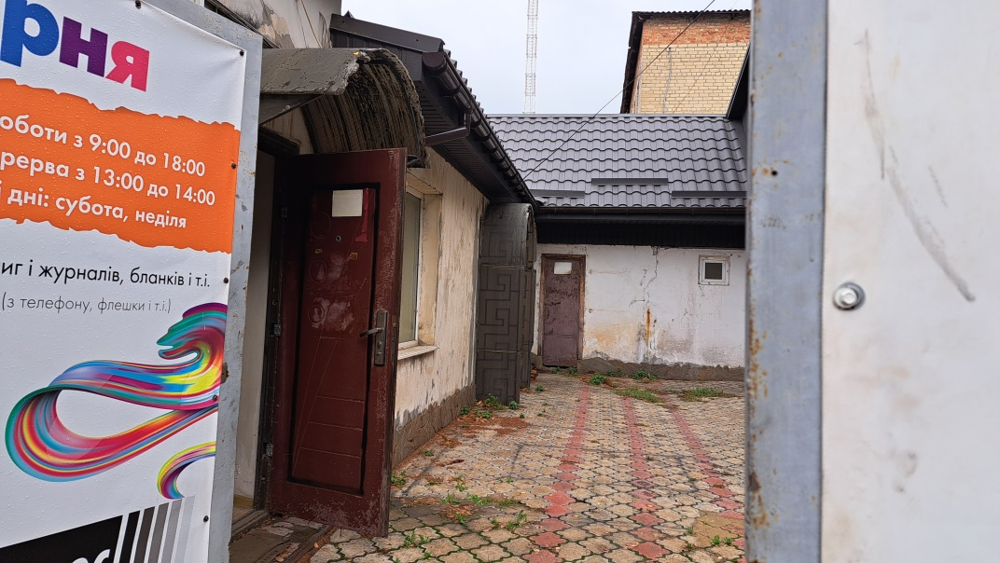 рня
оботи з 9:00 до 18:00
рерва з 13:00 до 14:00
і дні: субота, неділя
иг і журналів, бланків і т.і.
(з телефону, флешки і т.і.)